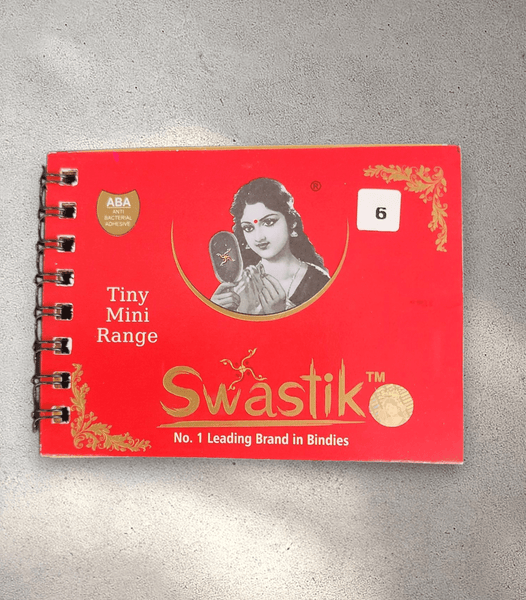 ABA
ANTI
BACTERIAL
ADHESIVE
®
6
Tiny
Mini
Range
Swastik™
No. 1 Leading Brand in Bindies